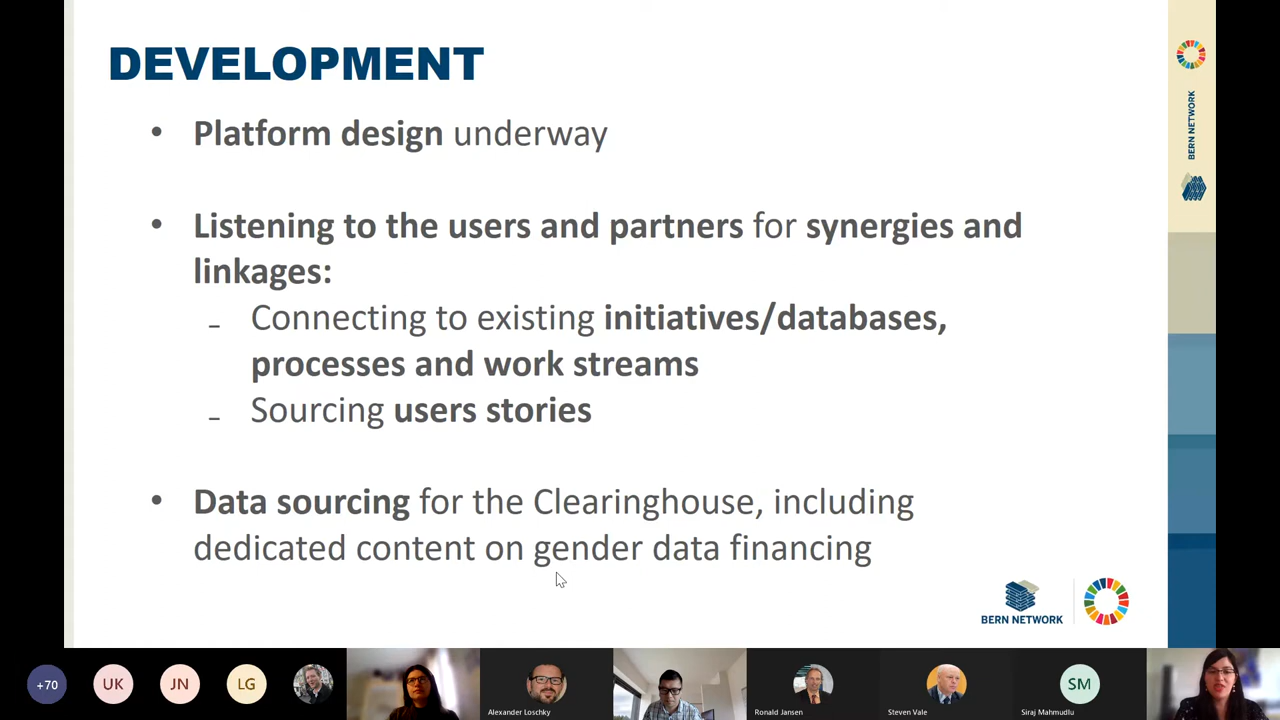 DEVELOPMENT
• Platform design underway
• Listening to the users and partners for synergies and
linkages:
- Connecting to existing initiatives/databases,
processes and work streams
- Sourcing users stories
• Data sourcing for the Clearinghouse, including
dedicated content on gender data financing
BERN NETWORK
BERN NETWORK
+70
UK
JN
LG
Alexander Loschky
Ronald Jansen
Steven Vale
SM
Siraj Mahmudlu